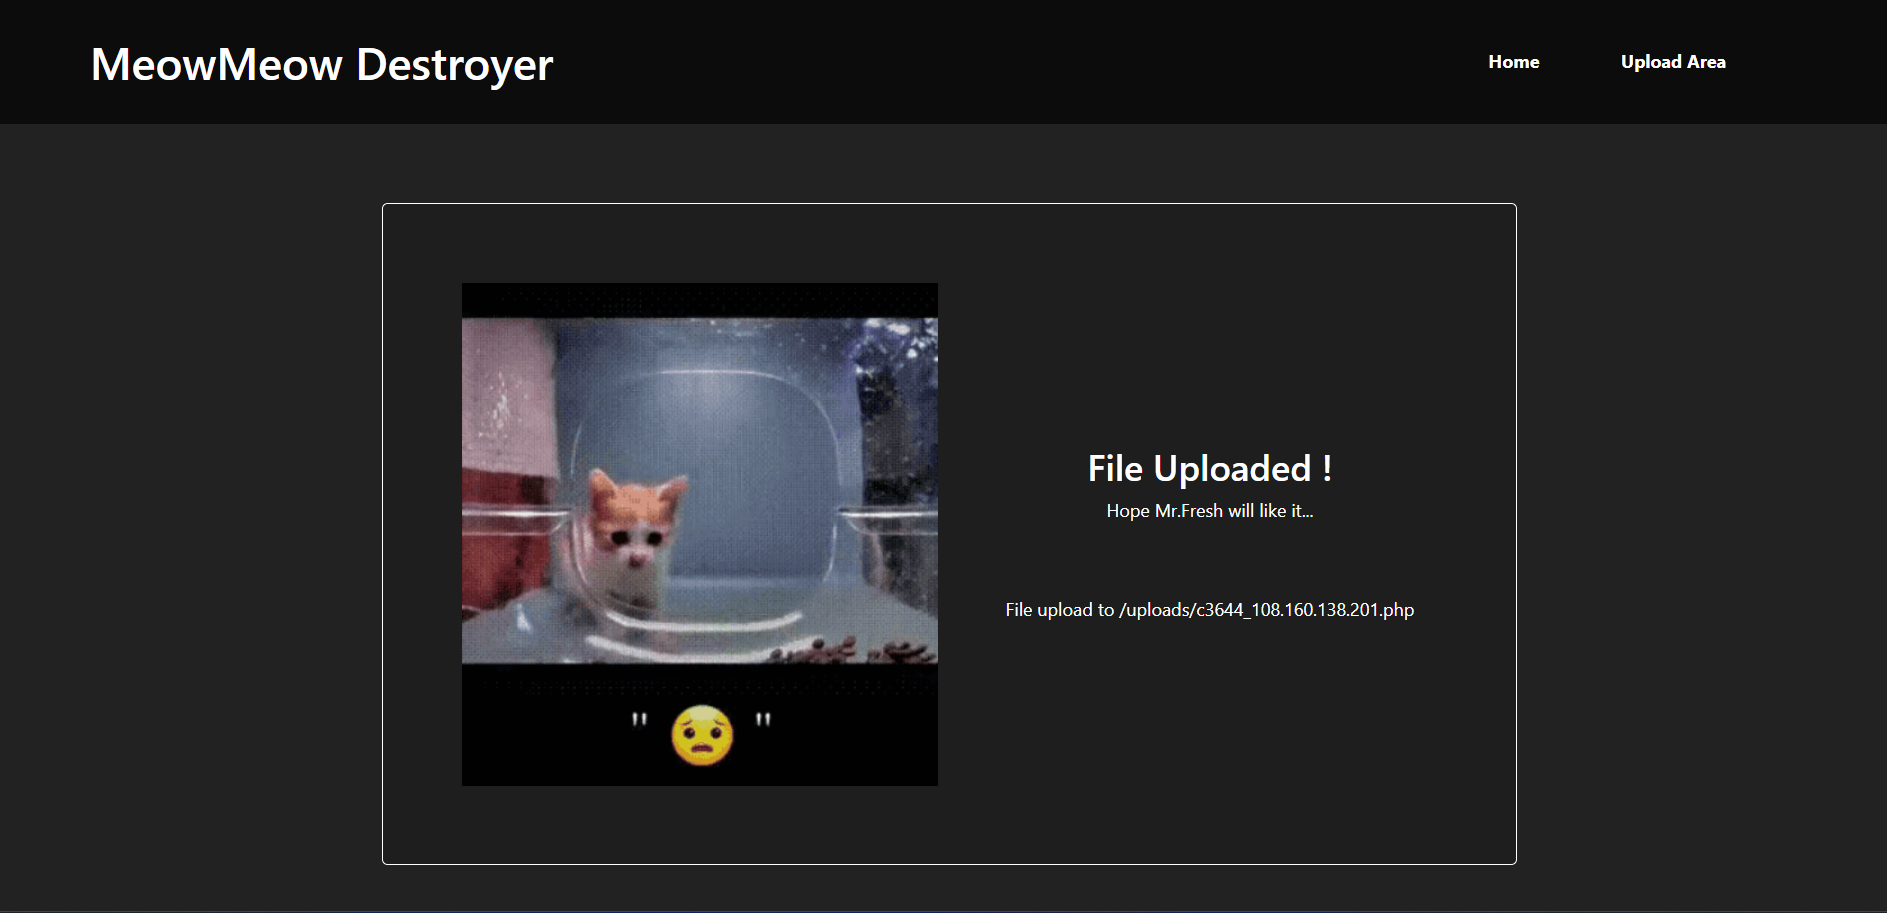 MeowMeow Destroyer
Home
Upload Area
File Uploaded !
Hope Mr.Fresh will like it...
File upload to /uploads/c3644_108.160.138.201.php
" 😟 "